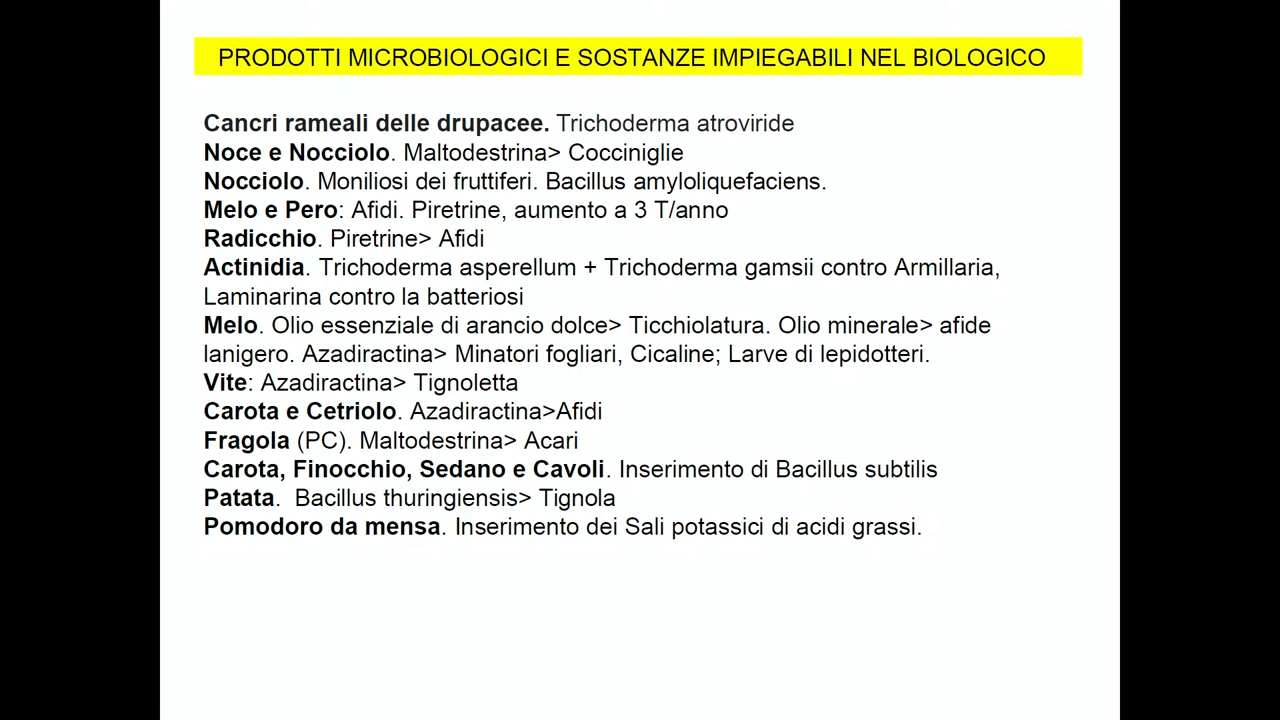 PRODOTTI MICROBIOLOGICI E SOSTANZE IMPIEGABILI NEL BIOLOGICO
Cancri rameali delle drupacee. Trichoderma atroviride
Noce e Nocciolo. Maltodestrina> Cocciniglie
Nocciolo. Moniliosi dei fruttiferi. Bacillus amyloliquefaciens.
Melo e Pero: Afidi. Piretrine, aumento a 3 T/anno
Radicchio. Piretrine> Afidi
Actinidia. Trichoderma asperellum + Trichoderma gamsii contro Armillaria,
Laminarina contro la batteriosi
Melo. Olio essenziale di arancio dolce> Ticchiolatura. Olio minerale> afide
lanigero. Azadiractina> Minatori fogliari, Cicaline; Larve di lepidotteri.
Vite: Azadiractina> Tignoletta
Carota e Cetriolo. Azadiractina>Afidi
Fragola (PC). Maltodestrina> Acari
Carota, Finocchio, Sedano e Cavoli. Inserimento di Bacillus subtilis
Patata. Bacillus thuringiensis> Tignola
Pomodoro da mensa. Inserimento dei Sali potassici di acidi grassi.